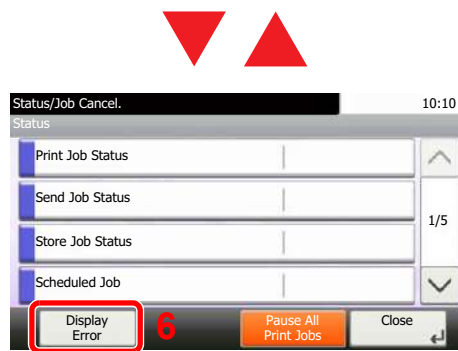 Status/Job Cancel. 10:10
Status
Print Job Status
Send Job Status
1/5
Store Job Status
Scheduled Job
Display
Error
6
Pause All
Print Jobs
Close